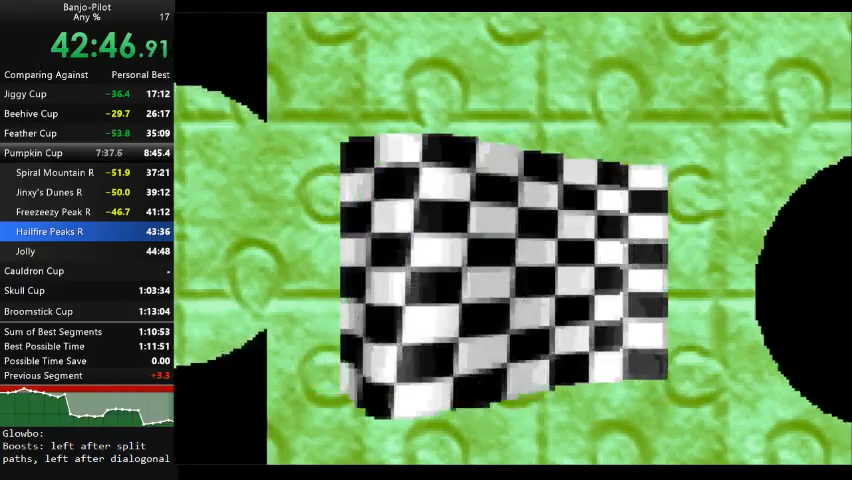 Banjo-Pilot
Any % 17
42:46.91
Comparing Against Personal Best
Jiggy Cup -36.4 17:12
Beehive Cup -29.7 26:17
Feather Cup -53.8 35:09
Pumpkin Cup 7:37.6 8:45.4
Spiral Mountain R -51.9 37:21
Jinxy's Dunes R -50.0 39:12
Freezeezy Peak R -46.7 41:12
Hailfire Peaks R 43:36
Jolly 44:48
Cauldron Cup -
Skull Cup 1:03:34
Broomstick Cup 1:13:04
Sum of Best Segments 1:10:53
Best Possible Time 1:11:51
Possible Time Save 0.00
Previous Segment +3.3
Glowbo:
Boosts: left after split
paths, left after dialogonal